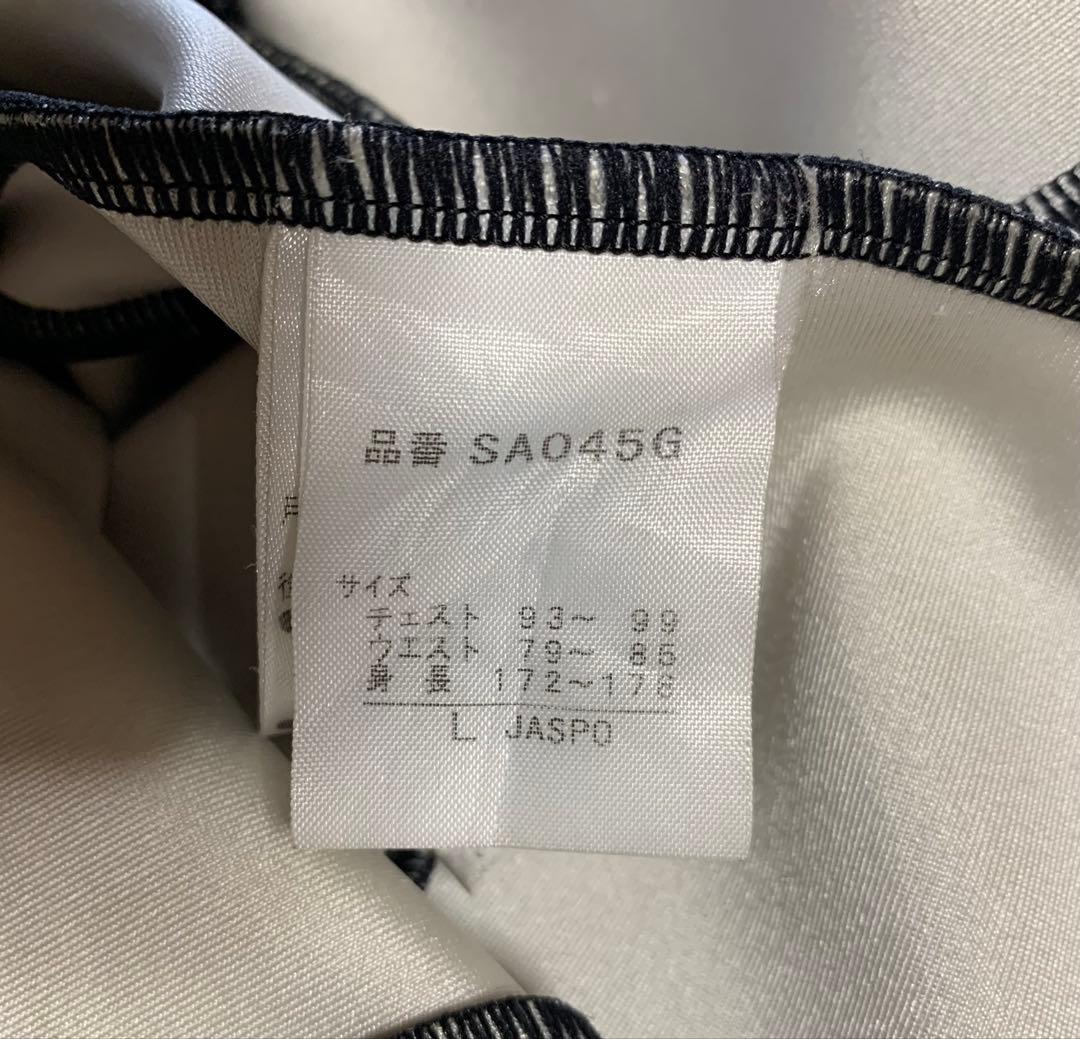 品番 SA045G
サイズ
チェスト 93〜 99
ウエスト 79〜 85
身 長 172〜178
L JASPO